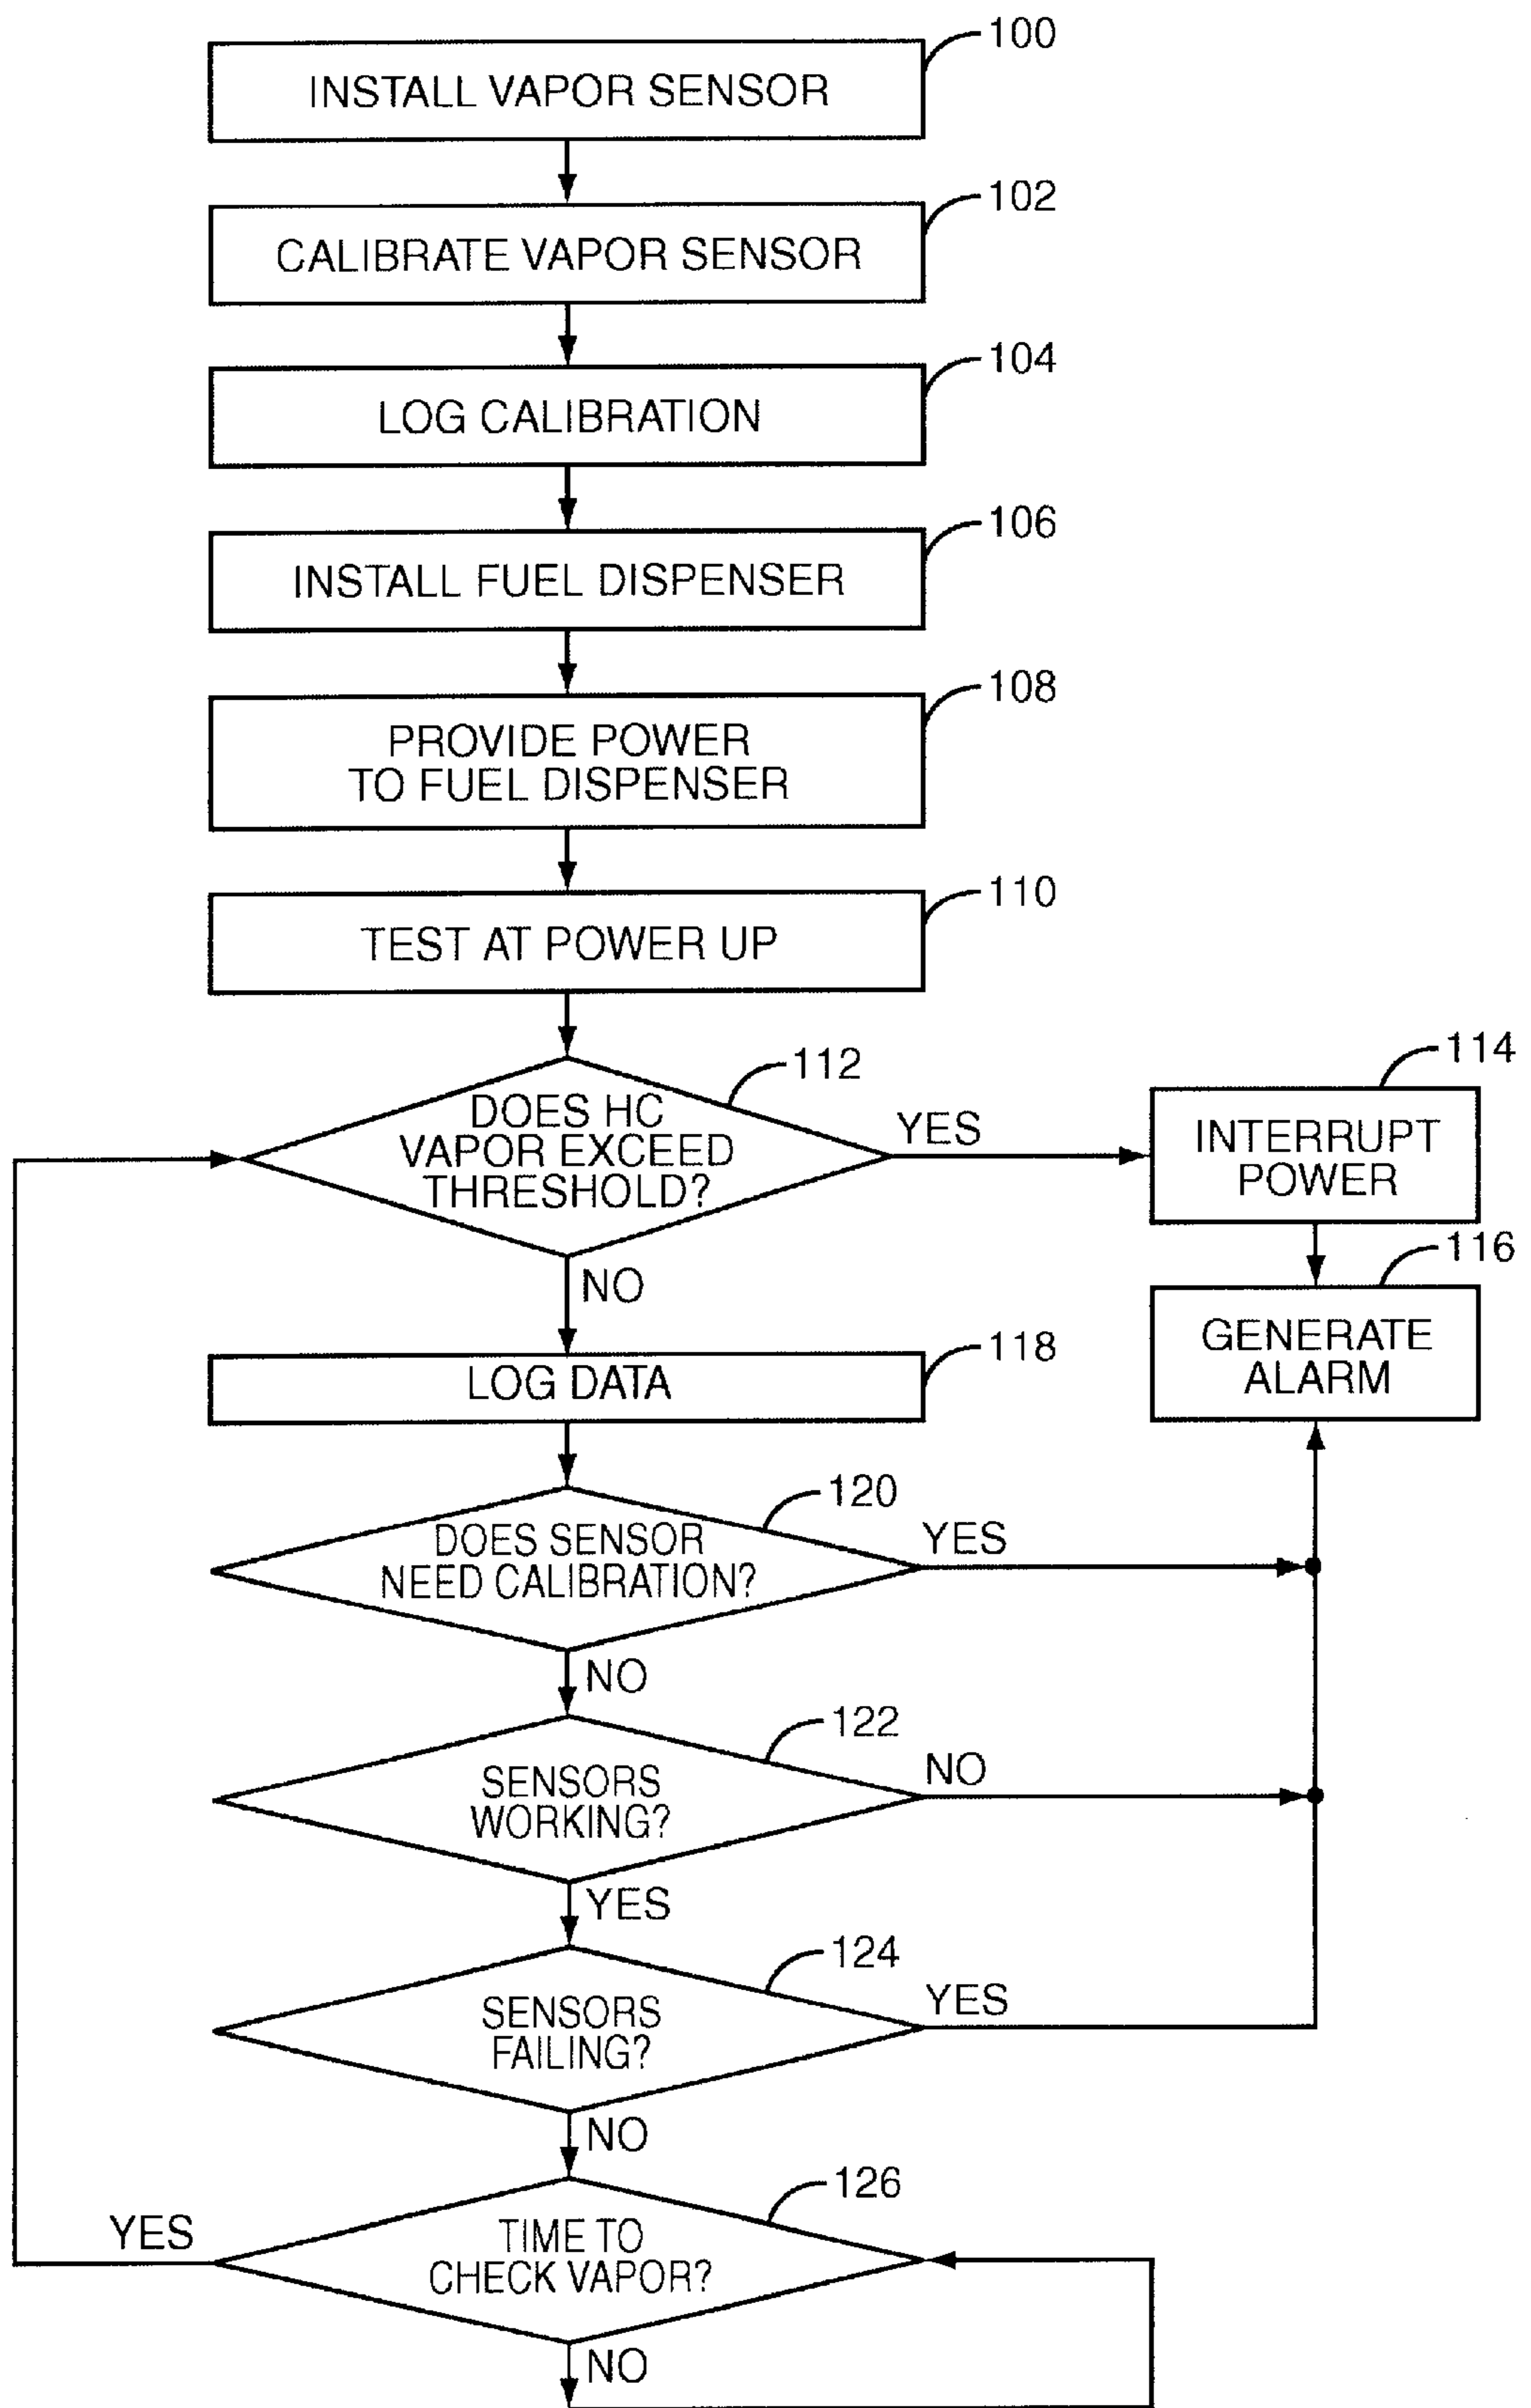 100
INSTALL VAPOR SENSOR
102
CALIBRATE VAPOR SENSOR
104
LOG CALIBRATION
106
INSTALL FUEL DISPENSER
108
PROVIDE POWER
TO FUEL DISPENSER
110
TEST AT POWER UP
112
DOES HC
VAPOR EXCEED
THRESHOLD?
YES
114
INTERRUPT
POWER
116
GENERATE
ALARM
NO
118
LOG DATA
120
DOES SENSOR
NEED CALIBRATION?
YES
NO
122
SENSORS
WORKING?
NO
YES
124
SENSORS
FAILING?
YES
NO
126
TIME TO
CHECK VAPOR?
YES
NO